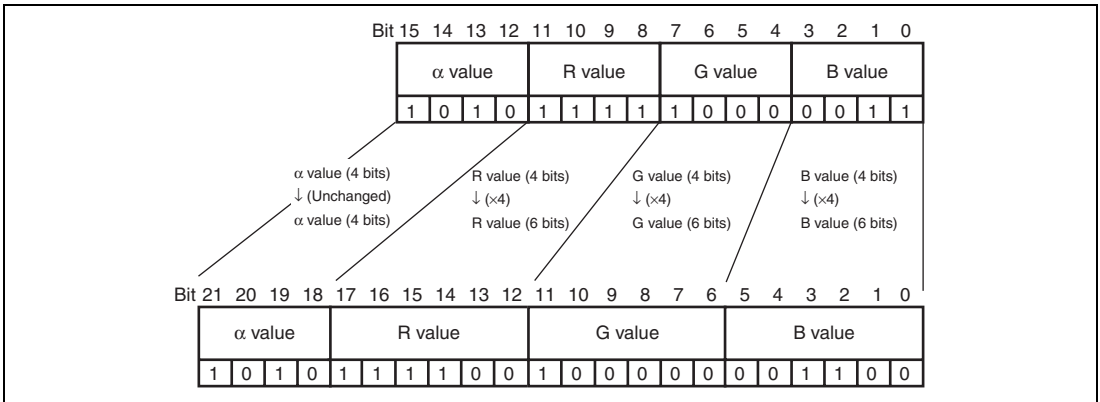 Bit 15 14 13 12 11 10 9 8 7 6 5 4 3 2 1 0
α value R value G value B value
1 0 1 0 1 1 1 1 1 0 0 0 0 0 1 1
α value (4 bits) R value (4 bits) G value (4 bits) B value (4 bits)
↓ (Unchanged) ↓ (×4) ↓ (×4) ↓ (×4)
α value (4 bits) R value (6 bits) G value (6 bits) B value (6 bits)
Bit 21 20 19 18 17 16 15 14 13 12 11 10 9 8 7 6 5 4 3 2 1 0
α value R value G value B value
1 0 1 0 1 1 1 1 0 0 1 0 0 0 0 0 0 0 1 1 0 0